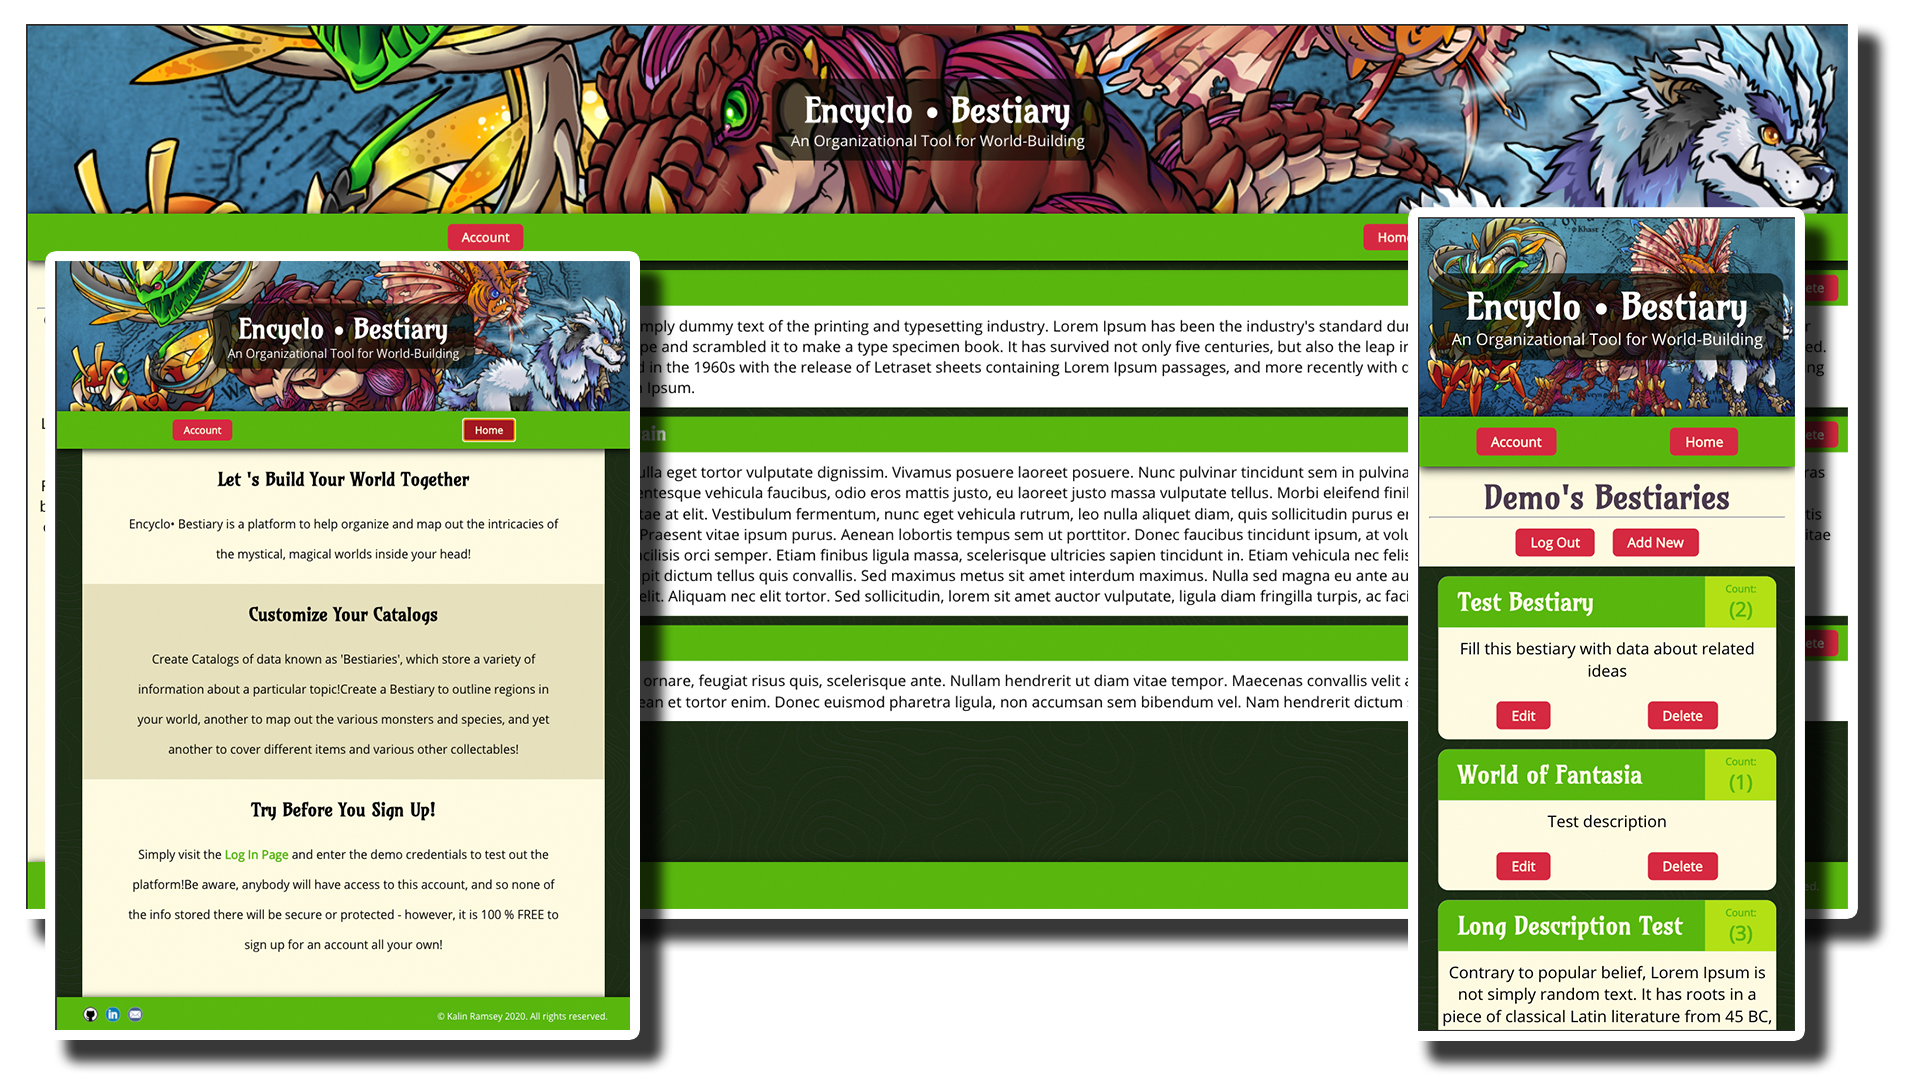 Encyclo • Bestiary
An Organizational Tool for World-Building
Account
Home
mply dummy text of the printing and typesetting industry. Lorem Ipsum has been the industry's standard
and scrambled it to make a type specimen book. It has survived not only five centuries, but also the leap
in the 1960s with the release of Letraset sheets containing Lorem Ipsum passages, and more recently with
Ipsum.
ain
ulla eget tortor vulputate dignissim. Vivamus posuere laoreet posuere. Nunc pulvinar tincidunt sem in pulvina
entesque vehicula faucibus, odio eros mattis justo, eu laoreet justo massa vulputate tellus. Morbi eleifend
at elit. Vestibulum fermentum, nunc eget vehicula rutrum, leo nulla aliquet diam, quis sollicitudin purus
Praesent vitae ipsum purus. Aenean lobortis tempus sem ut porttitor. Donec faucibus tincidunt ipsum, at
cilisis orci semper. Etiam finibus ligula massa, scelerisque ultricies sapien tincidunt in. Etiam vehicula nec
pit dictum tellus quis convallis. Sed maximus metus sit amet interdum maximus. Nulla sed magna eu ante
elit. Aliquam nec elit tortor. Sed sollicitudin, lorem sit amet auctor vulputate, ligula diam fringilla turpis, ac
ornare, feugiat risus quis, scelerisque ante. Nullam hendrerit ut diam vitae tempor. Maecenas convallis velit
ean et tortor enim. Donec euismod pharetra ligula, non accumsan sem bibendum vel. Nam hendrerit dictum
Encyclo • Bestiary
An Organizational Tool for World-Building
Account
Home
Let 's Build Your World Together
Encyclo• Bestiary is a platform to help organize and map out the intricacies of
the mystical, magical worlds inside your head!
Customize Your Catalogs
Create Catalogs of data known as 'Bestiaries', which store a variety of
information about a particular topic!Create a Bestiary to outline regions in
your world, another to map out the various monsters and species, and yet
another to cover different items and various other collectables!
Try Before You Sign Up!
Simply visit the Log In Page and enter the demo credentials to test out the
platform!Be aware, anybody will have access to this account, and so none of
the info stored there will be secure or protected - however, it is 100 % FREE to
sign up for an account all your own!
© Kalin Ramsey 2020. All rights reserved.
Encyclo • Bestiary
An Organizational Tool for World-Building
Account
Home
Demo's Bestiaries
Log Out
Add New
Test Bestiary
Count:
(2)
Fill this bestiary with data about related
ideas
Edit
Delete
World of Fantasia
Count:
(1)
Test description
Edit
Delete
Long Description Test
Count:
(3)
Contrary to popular belief, Lorem Ipsum is
not simply random text. It has roots in a
piece of classical Latin literature from 45 BC,